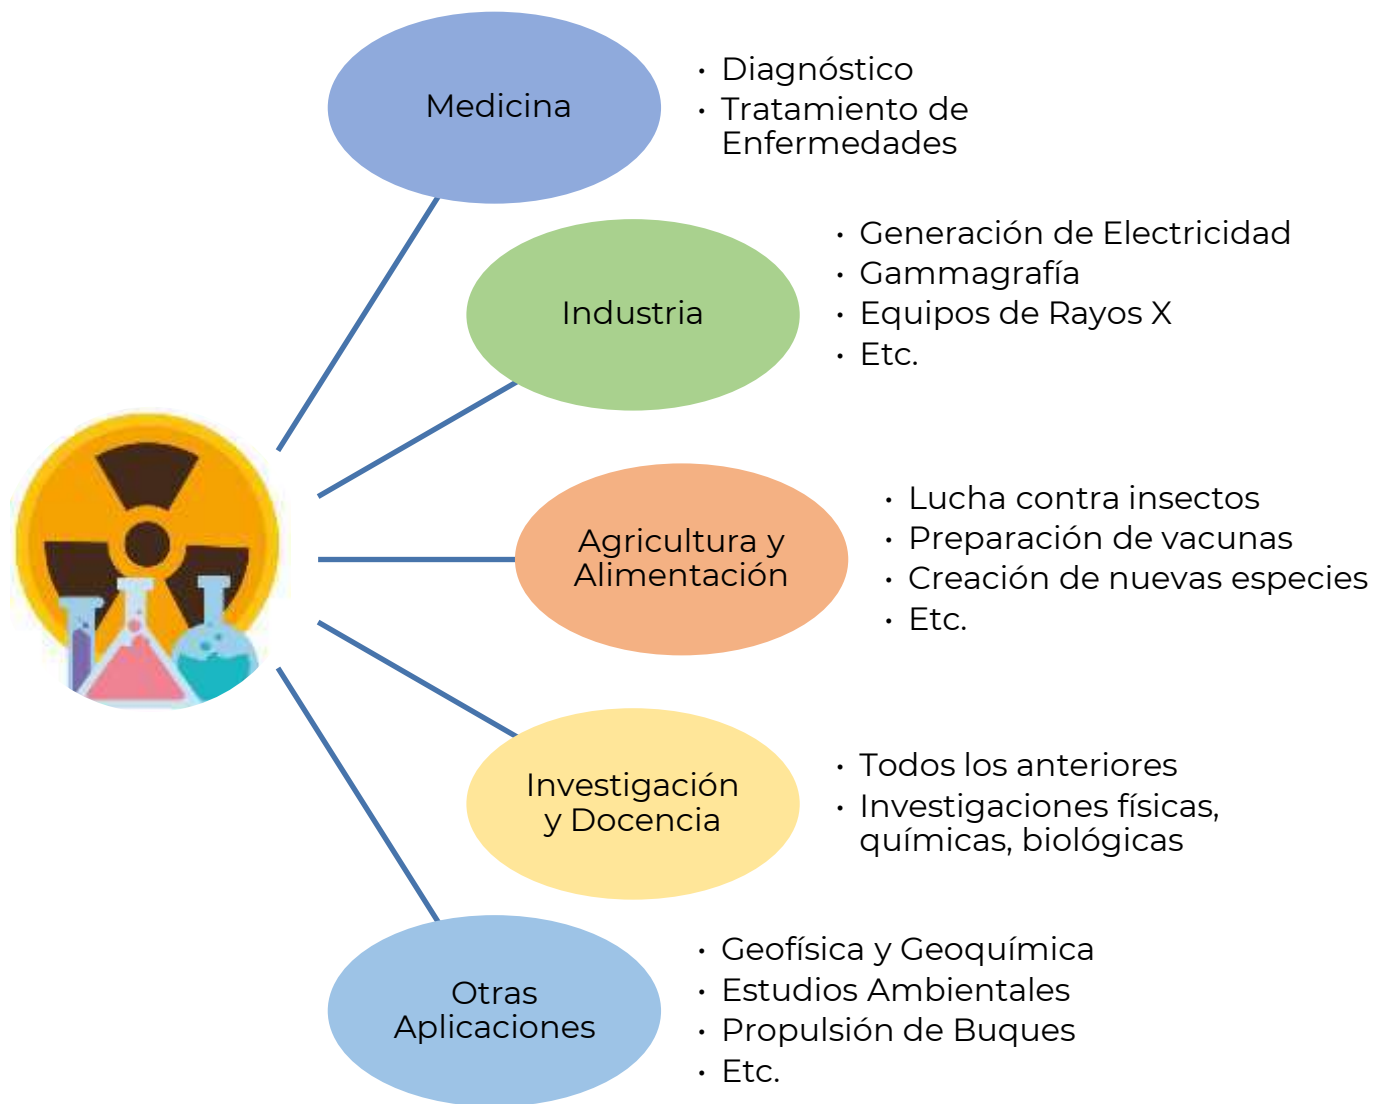 Medicina
· Diagnóstico
· Tratamiento de
Enfermedades
Industria
· Generación de Electricidad
· Gammagrafía
· Equipos de Rayos X
· Etc.
Agricultura y
Alimentación
· Lucha contra insectos
· Preparación de vacunas
· Creación de nuevas especies
· Etc.
Investigación
y Docencia
· Todos los anteriores
· Investigaciones físicas,
químicas, biológicas
Otras
Aplicaciones
· Geofísica y Geoquímica
· Estudios Ambientales
· Propulsión de Buques
· Etc.